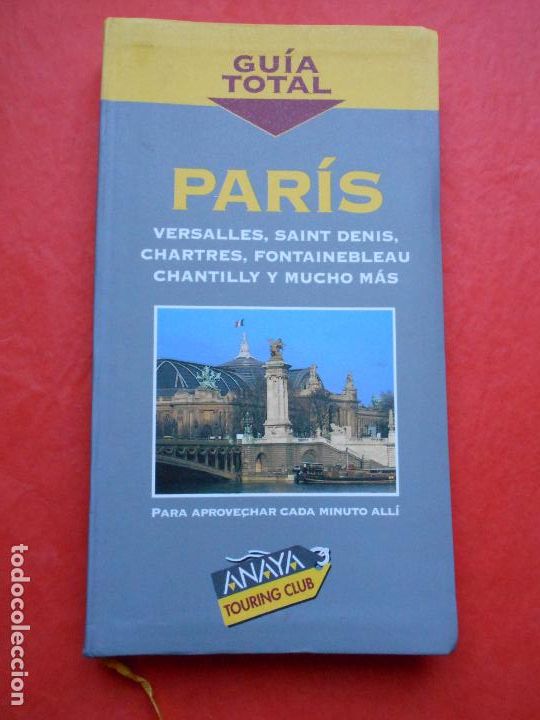 GUÍA
TOTAL
PARÍS
VERSALLES, SAINT DENIS,
CHARTRES, FONTAINEBLEAU
CHANTILLY Y MUCHO MÁS
PARA APROVECHAR CADA MINUTO ALLÍ
ANAYA
TOURING CLUB
todocoleccion